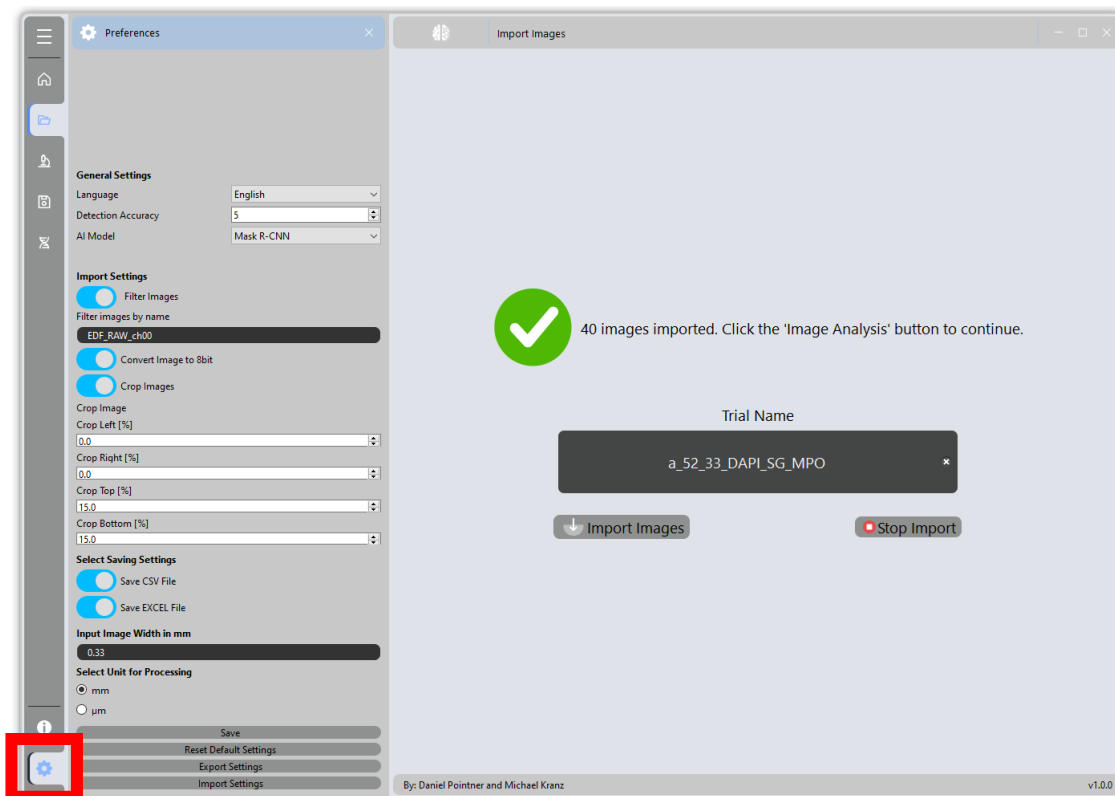 Preferences
Import Images
General Settings
Language English
Detection Accuracy 5
AI Model Mask R-CNN
Import Settings
Filter Images
Filter images by name
EDF_RAW_ch00
Convert Image to 8bit
Crop Images
Crop Image
Crop Left [%]
0.0
Crop Right [%]
0.0
Crop Top [%]
15.0
Crop Bottom [%]
15.0
Select Saving Settings
Save CSV File
Save EXCEL File
Input Image Width in mm
0.33
Select Unit for Processing
mm
µm
Save
Reset Default Settings
Export Settings
Import Settings
40 images imported. Click the 'Image Analysis' button to continue.
Trial Name
a_52_33_DAPI_SG_MPO
Import Images
Stop Import
By: Daniel Pointner and Michael Kranz
v1.0.0